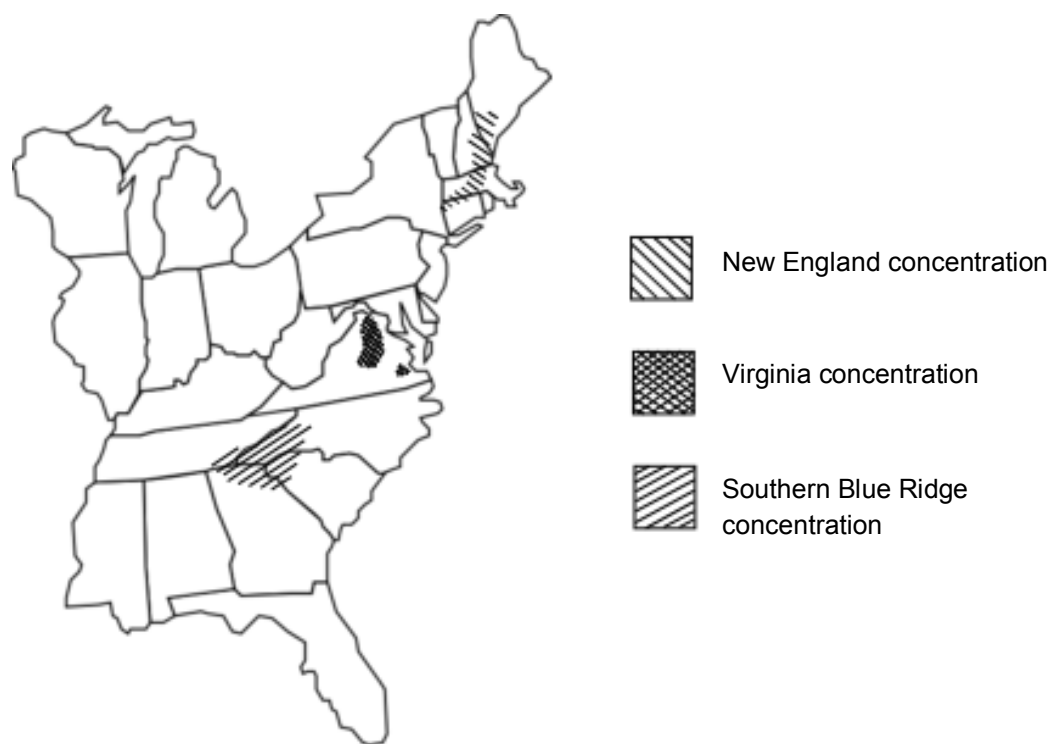 New England concentration
Virginia concentration
Southern Blue Ridge
concentration